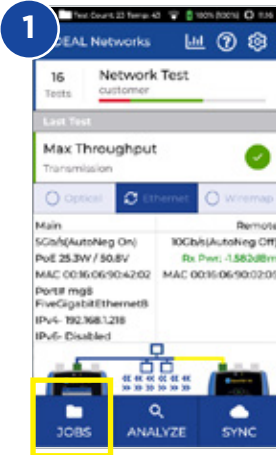 1
Test Count: 23 Temp: 43 100% (100%) 11:56
IDEAL Networks
16 Tests
Network Test
customer
Last Test
Max Throughput
Transmission
Optical Ethernet Wiremap
Main Remote
5Gb/s(AutoNeg On) 10Gb/s(AutoNeg Off)
PoE 25.3W / 50.8V Rx Pwr: -1.582dBm
MAC 00:16:06:90:42:02 MAC 00:16:06:90:02:05
Port# mg8
FiveGigabitEthernet8
IPv4- 192.168.1.218
IPv6- Disabled
JOBS ANALYZE SYNC